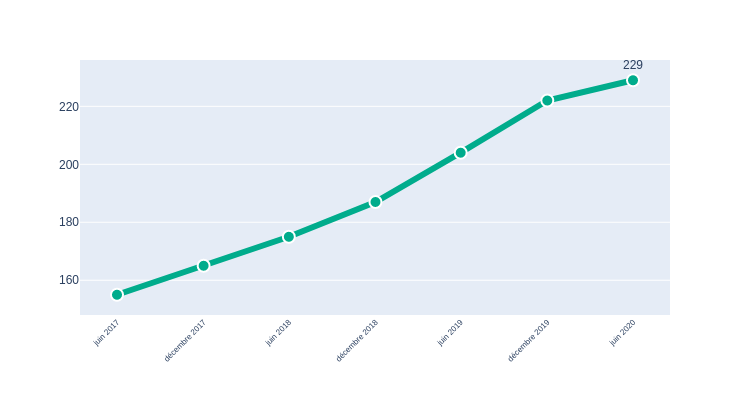 229
220
200
180
160
juin 2017
décembre 2017
juin 2018
décembre 2018
juin 2019
décembre 2019
juin 2020